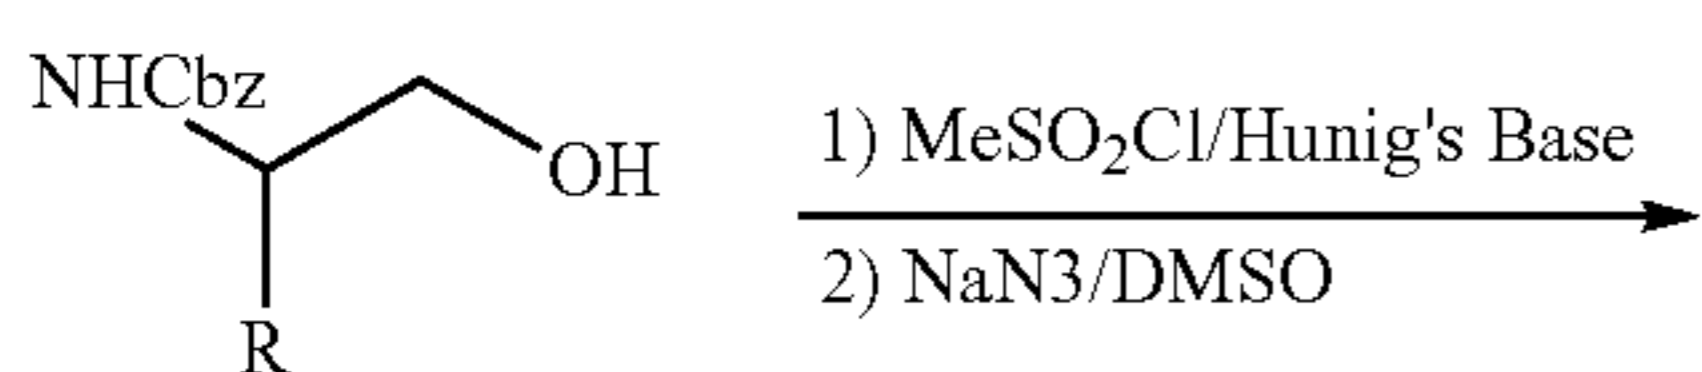 NHCbz
OH
R
1) MeSO₂Cl/Hunig's Base
2) NaN3/DMSO